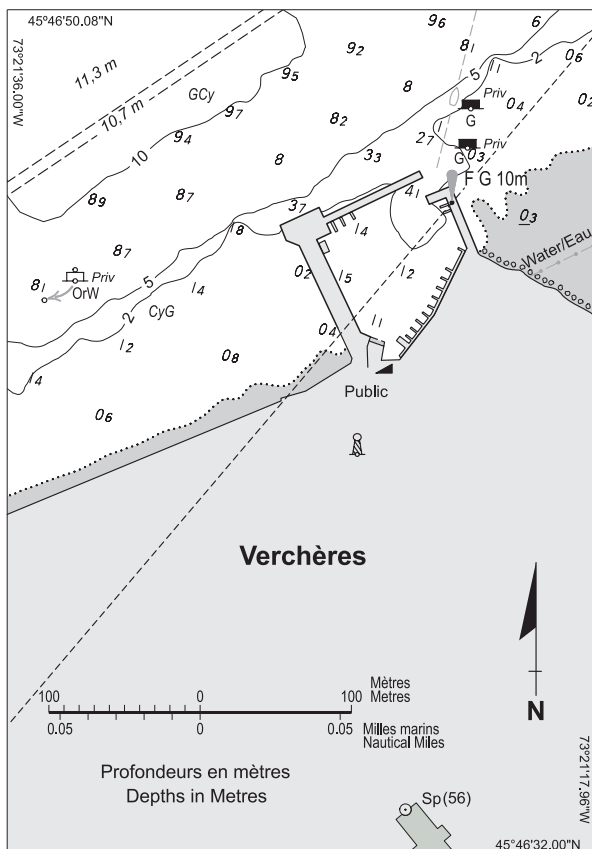 45°46'50.08"N
73°21'36.00"W
9₆
6
9₂
8₁
5
2
0₆
11,3 m
9₅
1₁
Priv
GCy
8
0₄
0₂
10,7 m
9₇
8₂
G
9₄
2₇
1
Priv
10
8
3₃
G
0₃
F G 10m
8₉
8₇
3₇
4₁
1₈
1₄
0₃
8₇
Water/Eau
8₁
Priv
5
0₂
1₅
1₂
OrW
1₄
2
CyG
1₁
0₄
1₂
0₈
1₄
Public
0₆
Verchères
Mètres
100 0 100 Metres
0.05 0 0.05 Milles marins
Nautical Miles
N
Profondeurs en mètres
Depths in Metres
73°21'17.96"W
Sp(56)
45°46'32.00"N